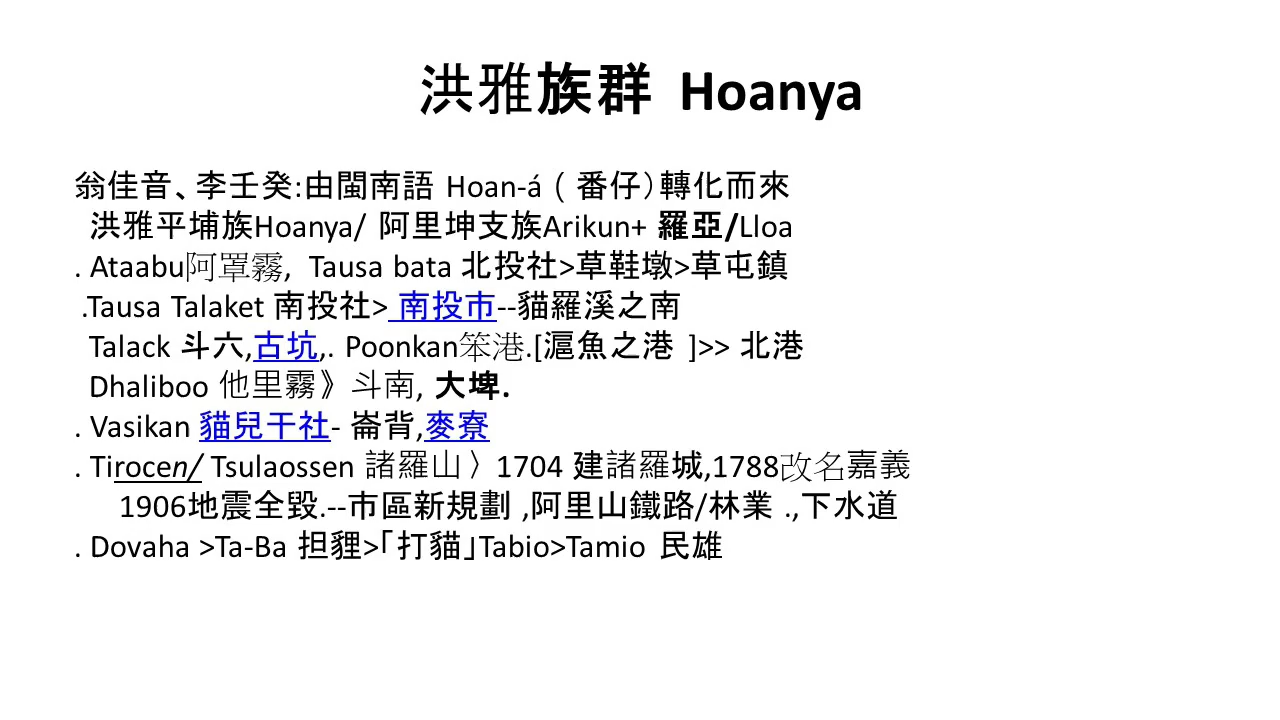 洪雅族群 Hoanya
翁佳音、李壬癸:由閩南語 Hoan-á ( 番仔)轉化而來
洪雅平埔族Hoanya/ 阿里坤支族Arikun+ 羅亞/Lloa
. Ataabu阿罩霧, Tausa bata 北投社>草鞋墩>草屯鎮
.Tausa Talaket 南投社> 南投市--貓羅溪之南
Talack 斗六,古坑,. Poonkan笨港.[滬魚之港 ]>> 北港
Dhaliboo 他里霧》斗南, 大埤.
. Vasikan 貓兒干社- 崙背,麥寮
. Tirocen/ Tsulaossen 諸羅山〉1704 建諸羅城,1788改名嘉義
1906地震全毀.--市區新規劃 ,阿里山鐵路/林業 .,下水道
. Dovaha >Ta-Ba 担貍>「打貓」Tabio>Tamio 民雄